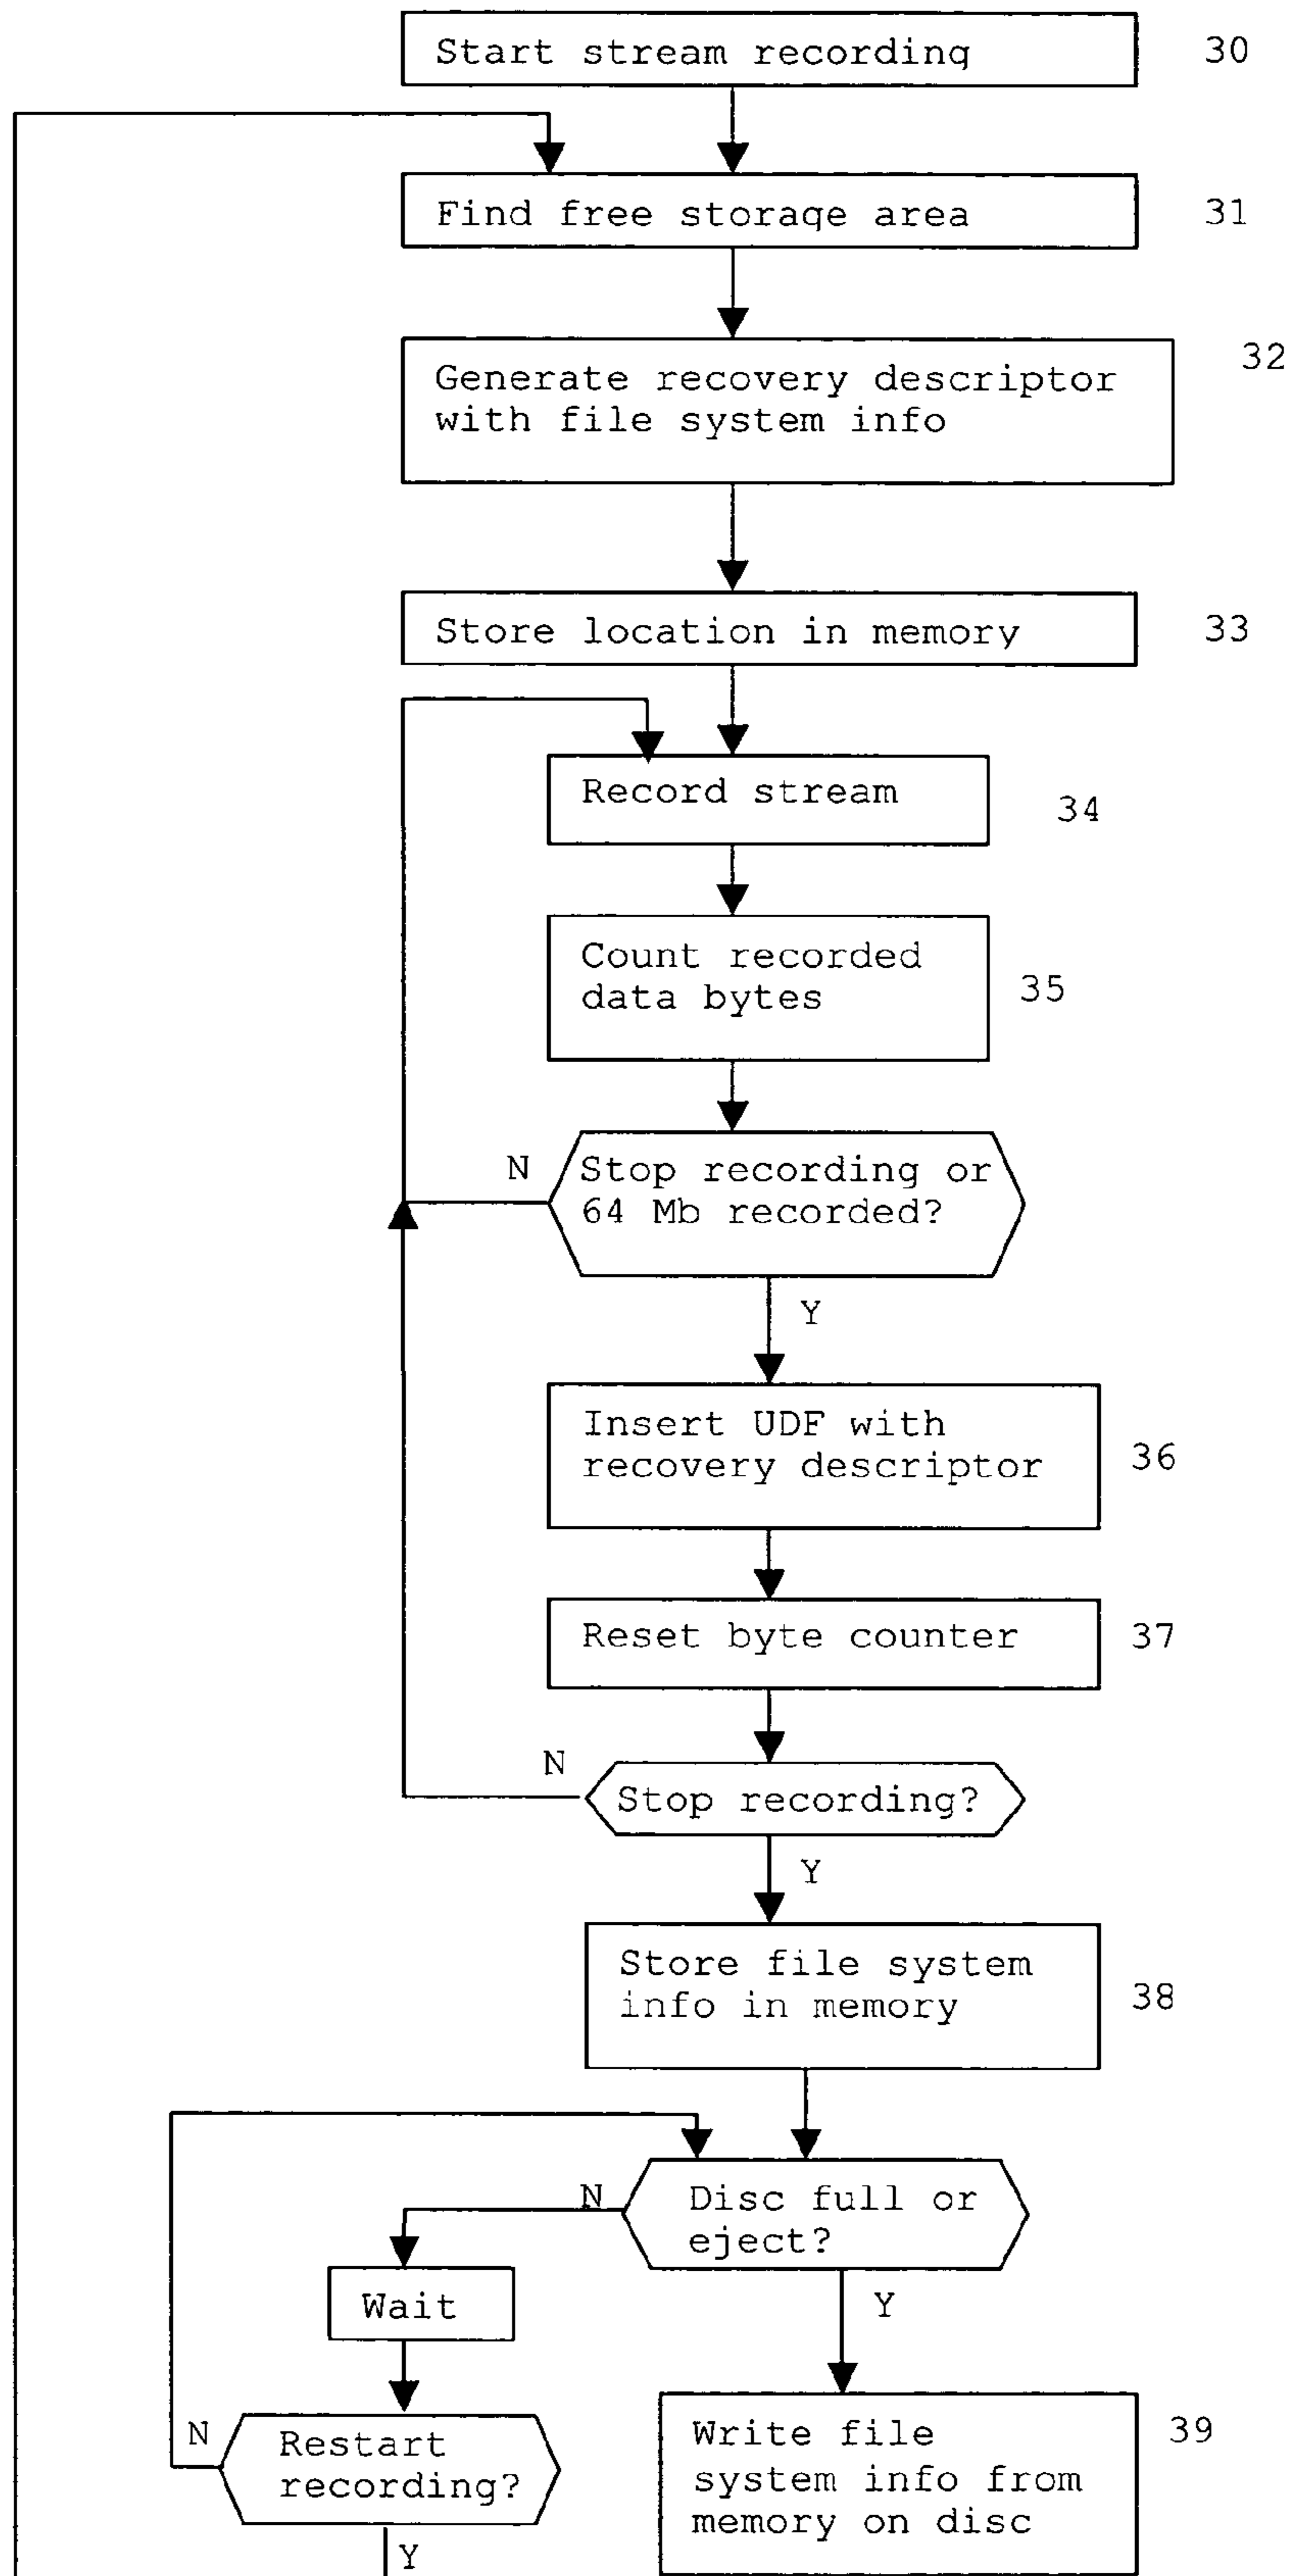 Start stream recording 30
Find free storage area 31
Generate recovery descriptor 32
with file system info
Store location in memory 33
Record stream 34
Count recorded
data bytes 35
N Stop recording or
64 Mb recorded?
Y
Insert UDF with
recovery descriptor 36
Reset byte counter 37
N
Stop recording?
Y
Store file system
info in memory 38
N Disc full or
eject?
Wait Y
N Restart
recording?
Y
Write file 39
system info from
memory on disc